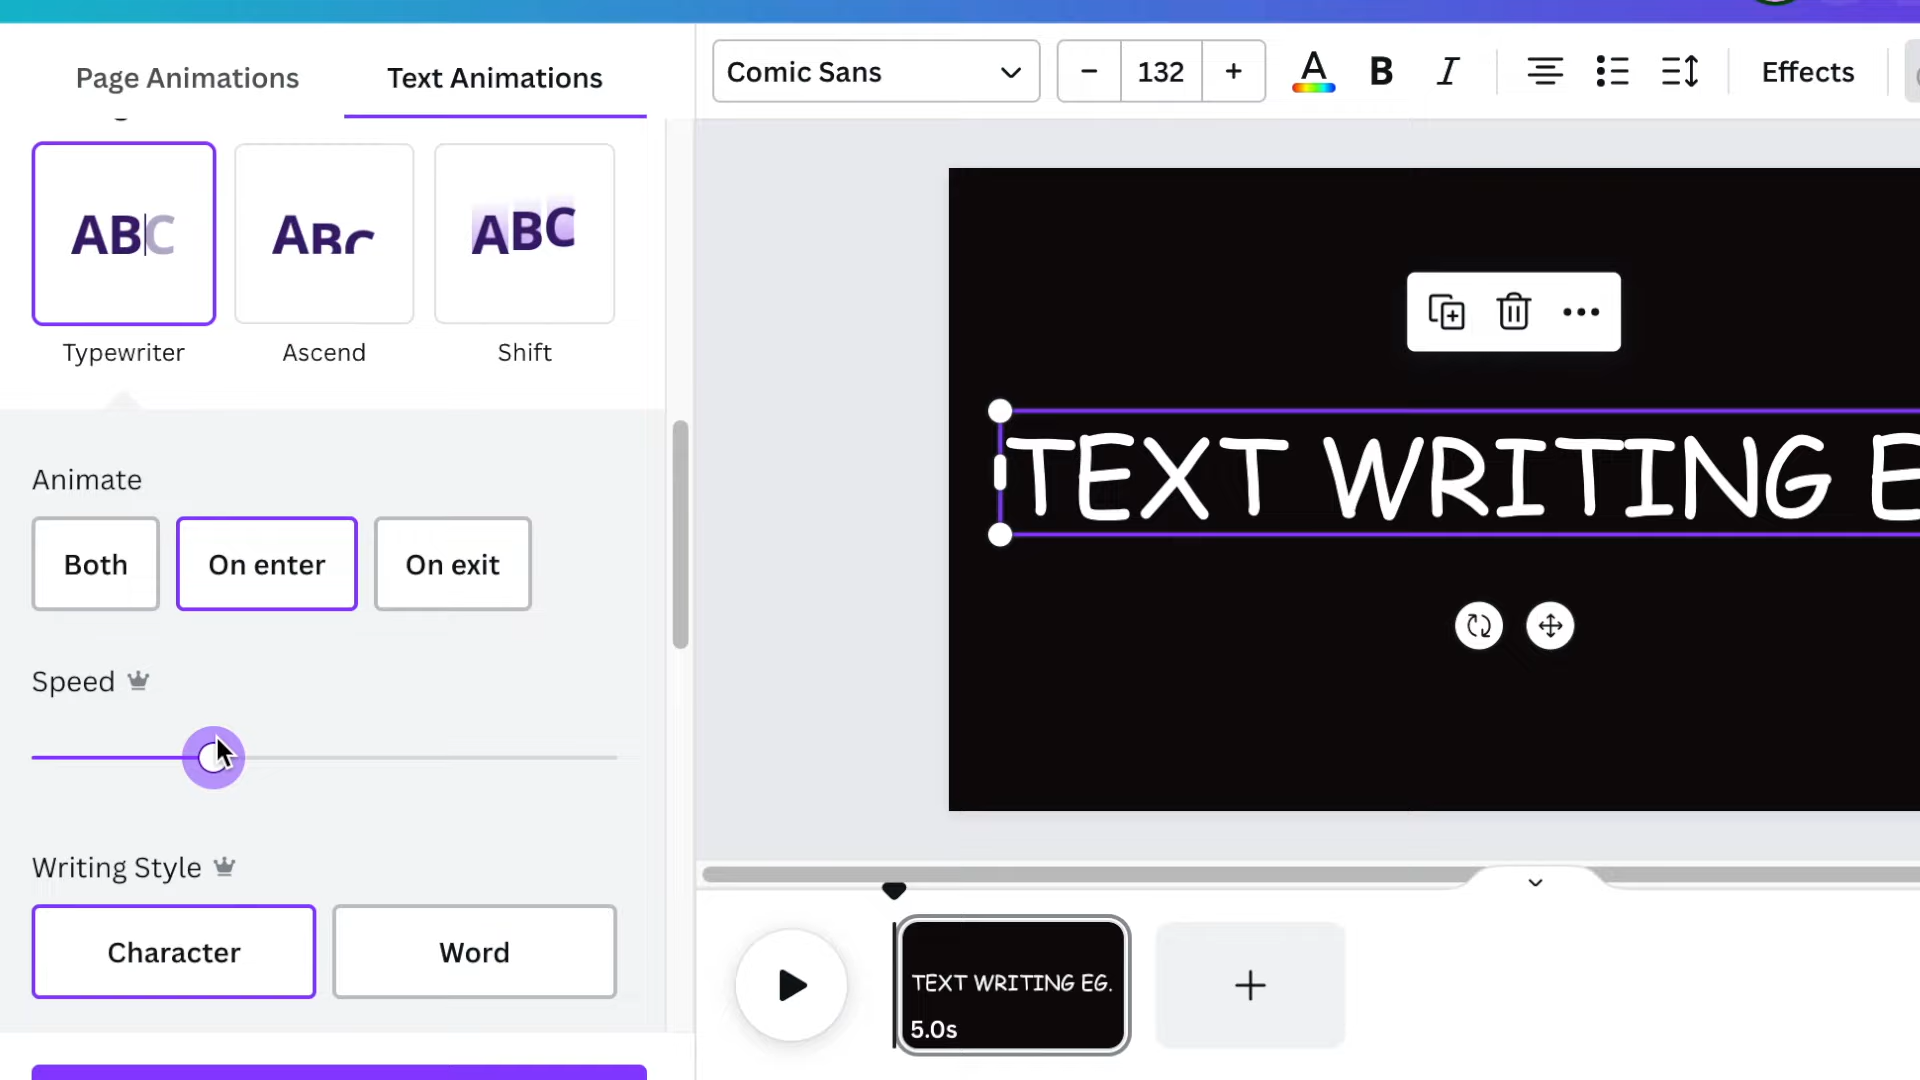 Page Animations Text Animations
Comic Sans 132 A B I Effects
ABC ABC ABC
Typewriter Ascend Shift
TEXT WRITING E
Animate
Both On enter On exit
Speed
Writing Style
Character Word
TEXT WRITING EG.
5.0s